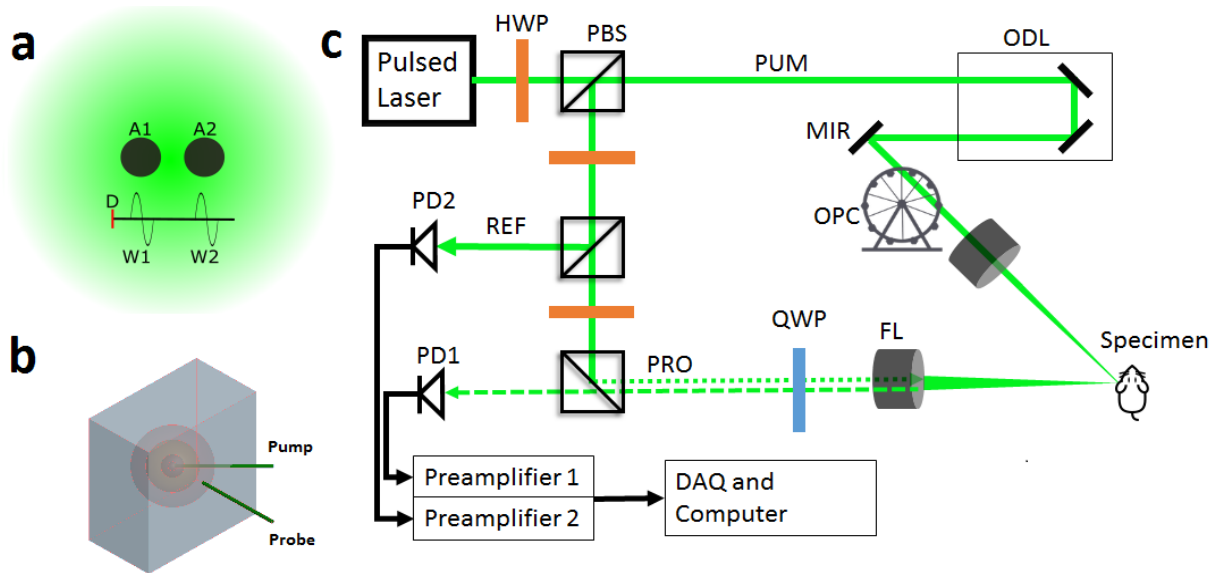 a
A1 A2
D
W1 W2
b
Pump
Probe
c
Pulsed
Laser
HWP
PBS
PUM
ODL
MIR
OPC
PD2
REF
PD1
PRO
QWP
FL
Specimen
Preamplifier 1
Preamplifier 2
DAQ and
Computer